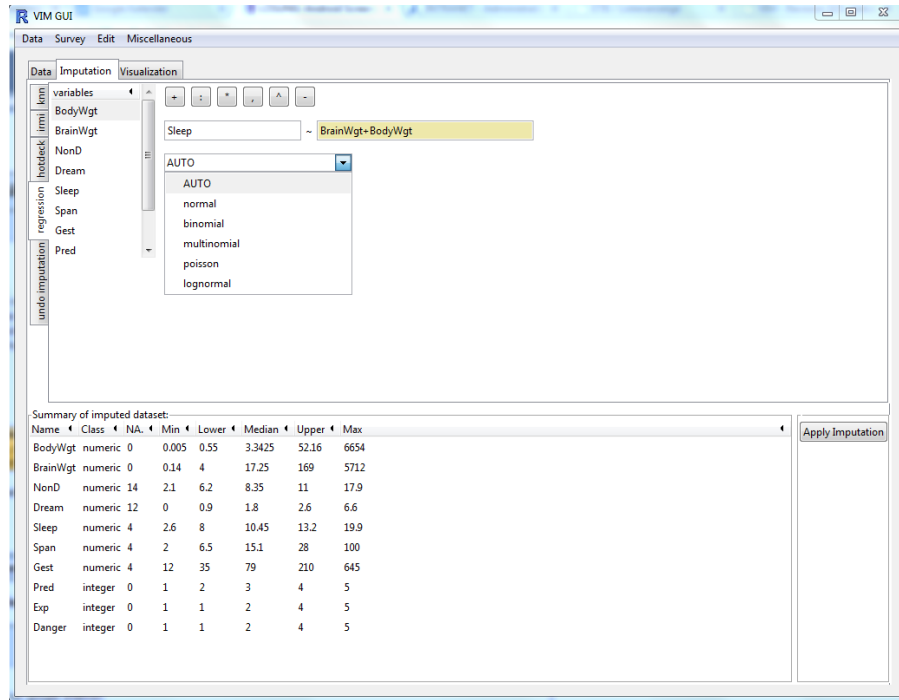 VIM GUI
Data Survey Edit Miscellaneous
Data Imputation Visualization
knn
irmi
hotdeck
regression
undo imputation
variables
BodyWgt
BrainWgt
NonD
Dream
Sleep
Span
Gest
Pred
+ : * , ^ -
Sleep ~ BrainWgt+BodyWgt
AUTO
AUTO
normal
binomial
multinomial
poisson
lognormal
Summary of imputed dataset:
Name Class NA. Min Lower Median Upper Max
BodyWgt numeric 0 0.005 0.55 3.3425 52.16 6654
BrainWgt numeric 0 0.14 4 17.25 169 5712
NonD numeric 14 2.1 6.2 8.35 11 17.9
Dream numeric 12 0 0.9 1.8 2.6 6.6
Sleep numeric 4 2.6 8 10.45 13.2 19.9
Span numeric 4 2 6.5 15.1 28 100
Gest numeric 4 12 35 79 210 645
Pred integer 0 1 2 3 4 5
Exp integer 0 1 1 2 4 5
Danger integer 0 1 1 2 4 5
Apply Imputation